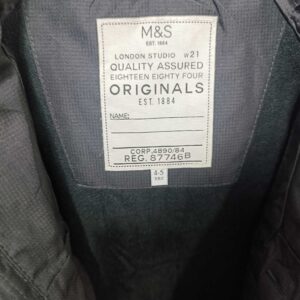 M&S
EST. 1884
LONDON STUDIO W21
QUALITY ASSURED
EIGHTEEN EIGHTY FOUR
ORIGINALS
EST. 1884
NAME:
CORP.4890/84
REG. 87746B
4-5